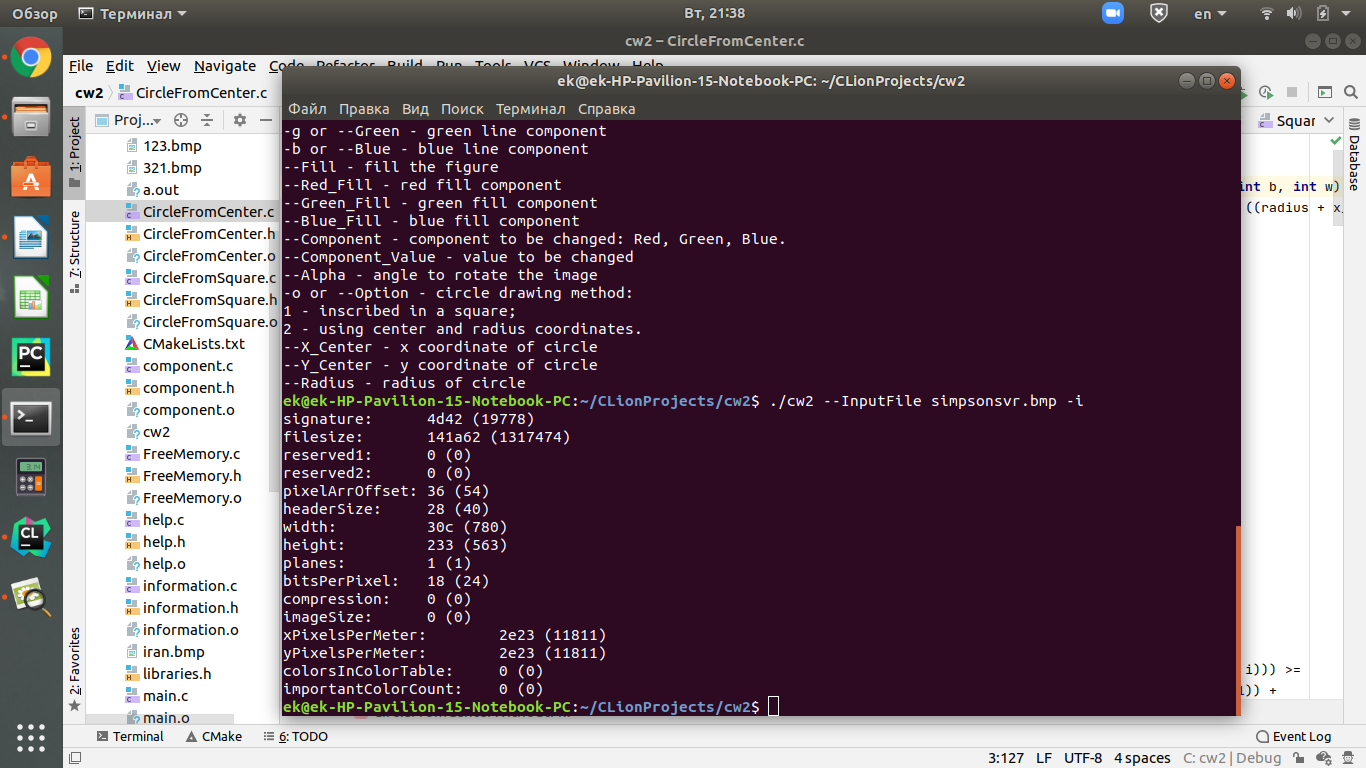 Обзор
Терминал
Вт, 21:38
en
cw2 – CircleFromCenter.c
File Edit View Navigate Code Refactor Build Run Tools VCS Window Help
cw2 CircleFromCenter.c
ek@ek-HP-Pavilion-15-Notebook-PC: ~/CLionProjects/cw2
Файл Правка Вид Поиск Терминал Справка
Proj...
1: Project
7: Structure
2: Favorites
123.bmp
321.bmp
a.out
CircleFromCenter.c
CircleFromCenter.h
CircleFromCenter.o
CircleFromSquare.c
CircleFromSquare.h
CircleFromSquare.o
CMakeLists.txt
component.c
component.h
component.o
cw2
FreeMemory.c
FreeMemory.h
FreeMemory.o
help.c
help.h
help.o
information.c
information.h
information.o
iran.bmp
libraries.h
main.c
main.o
-g or --Green - green line component
-b or --Blue - blue line component
--Fill - fill the figure
--Red_Fill - red fill component
--Green_Fill - green fill component
--Blue_Fill - blue fill component
--Component - component to be changed: Red, Green, Blue.
--Component_Value - value to be changed
--Alpha - angle to rotate the image
-o or --Option - circle drawing method:
1 - inscribed in a square;
2 - using center and radius coordinates.
--X_Center - x coordinate of circle
--Y_Center - y coordinate of circle
--Radius - radius of circle
ek@ek-HP-Pavilion-15-Notebook-PC:~/CLionProjects/cw2$ ./cw2 --InputFile simpsonsvr.bmp -i
signature: 4d42 (19778)
filesize: 141a62 (1317474)
reserved1: 0 (0)
reserved2: 0 (0)
pixelArrOffset: 36 (54)
headerSize: 28 (40)
width: 30c (780)
height: 233 (563)
planes: 1 (1)
bitsPerPixel: 18 (24)
compression: 0 (0)
imageSize: 0 (0)
xPixelsPerMeter: 2e23 (11811)
yPixelsPerMeter: 2e23 (11811)
colorsInColorTable: 0 (0)
importantColorCount: 0 (0)
ek@ek-HP-Pavilion-15-Notebook-PC:~/CLionProjects/cw2$
Squar
Database
int b, int w)
((radius + x_
i))) >=
)) +
Terminal CMake 6: TODO Event Log
3:127 LF UTF-8 4 spaces C: cw2 | Debug